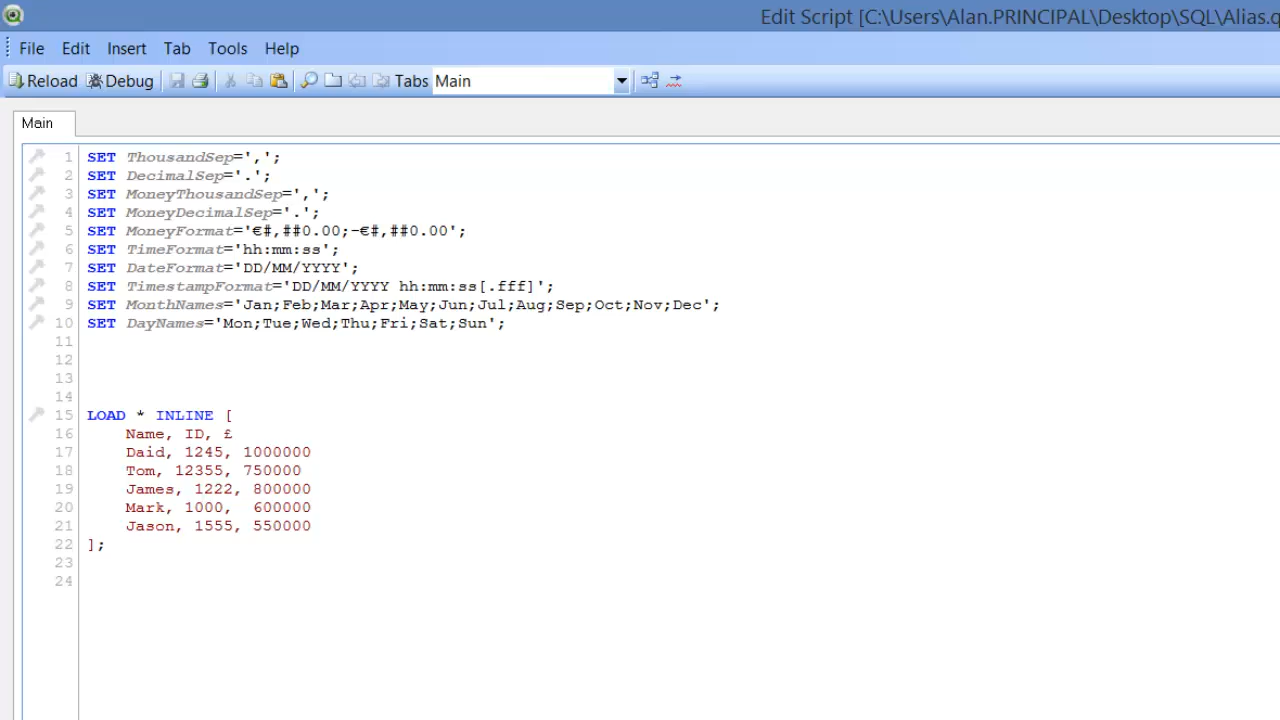 Edit Script [C:\Users\Alan.PRINCIPAL\Desktop\SQL\Alias.q
File Edit Insert Tab Tools Help
Reload Debug Tabs Main
Main
1 SET ThousandSep=',';
2 SET DecimalSep='.';
3 SET MoneyThousandSep=',';
4 SET MoneyDecimalSep='.';
5 SET MoneyFormat='€#,##0.00;-€#,##0.00';
6 SET TimeFormat='hh:mm:ss';
7 SET DateFormat='DD/MM/YYYY';
8 SET TimestampFormat='DD/MM/YYYY hh:mm:ss[.fff]';
9 SET MonthNames='Jan;Feb;Mar;Apr;May;Jun;Jul;Aug;Sep;Oct;Nov;Dec';
10 SET DayNames='Mon;Tue;Wed;Thu;Fri;Sat;Sun';
11
12
13
14
15 LOAD * INLINE [
16 Name, ID, £
17 Daid, 1245, 1000000
18 Tom, 12355, 750000
19 James, 1222, 800000
20 Mark, 1000,  600000
21 Jason, 1555, 550000
22 ];
23
24